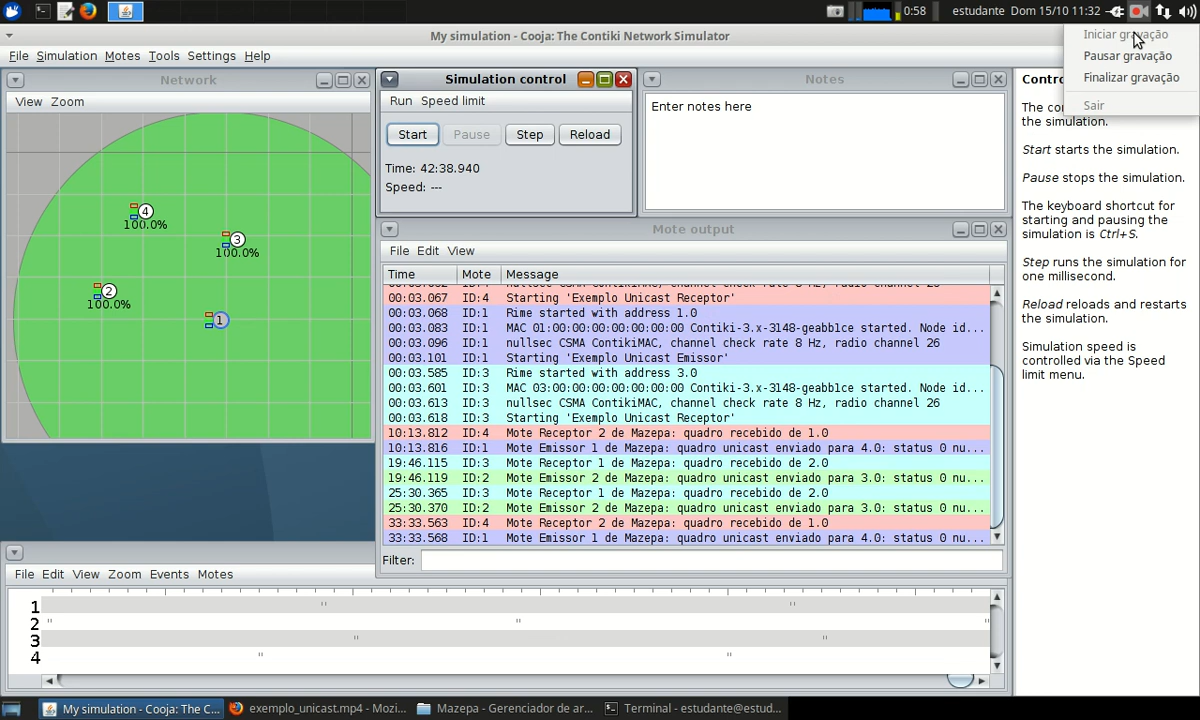 0:58 estudante Dom 15/10 11:32
My simulation - Cooja: The Contiki Network Simulator
File Simulation Motes Tools Settings Help
Iniciar gravação
Pausar gravação
Finalizar gravação
Sair
Network
View Zoom
4
100.0%
3
100.0%
2
100.0%
1
Simulation control
Run Speed limit
Start Pause Step Reload
Time: 42:38.940
Speed: ---
Notes
Enter notes here
Mote output
File Edit View
Time Mote Message
00:03.067 ID:4 Starting 'Exemplo Unicast Receptor'
00:03.068 ID:1 Rime started with address 1.0
00:03.083 ID:1 MAC 01:00:00:00:00:00:00:00 Contiki-3.x-3148-geabb1ce started. Node id...
00:03.096 ID:1 nullsec CSMA ContikiMAC, channel check rate 8 Hz, radio channel 26
00:03.101 ID:1 Starting 'Exemplo Unicast Emissor'
00:03.585 ID:3 Rime started with address 3.0
00:03.601 ID:3 MAC 03:00:00:00:00:00:00:00 Contiki-3.x-3148-geabb1ce started. Node id...
00:03.613 ID:3 nullsec CSMA ContikiMAC, channel check rate 8 Hz, radio channel 26
00:03.618 ID:3 Starting 'Exemplo Unicast Receptor'
10:13.812 ID:4 Mote Receptor 2 de Mazepa: quadro recebido de 1.0
10:13.816 ID:1 Mote Emissor 1 de Mazepa: quadro unicast enviado para 4.0: status 0 nu...
19:46.115 ID:3 Mote Receptor 1 de Mazepa: quadro recebido de 2.0
19:46.119 ID:2 Mote Emissor 2 de Mazepa: quadro unicast enviado para 3.0: status 0 nu...
25:30.365 ID:3 Mote Receptor 1 de Mazepa: quadro recebido de 2.0
25:30.370 ID:2 Mote Emissor 2 de Mazepa: quadro unicast enviado para 3.0: status 0 nu...
33:33.563 ID:4 Mote Receptor 2 de Mazepa: quadro recebido de 1.0
33:33.568 ID:1 Mote Emissor 1 de Mazepa: quadro unicast enviado para 4.0: status 0 nu...
Filter:
The
the simulation.
Start starts the simulation.
Pause stops the simulation.
The keyboard shortcut for
starting and pausing the
simulation is Ctrl+S.
Step runs the simulation for
one millisecond.
Reload reloads and restarts
the simulation.
Simulation speed is
controlled via the Speed
limit menu.
File Edit View Zoom Events Motes
1
2
3
4
My simulation - Cooja: The C... exemplo_unicast.mp4 - Mozi... Mazepa - Gerenciador de ar... Terminal - estudante@estud...